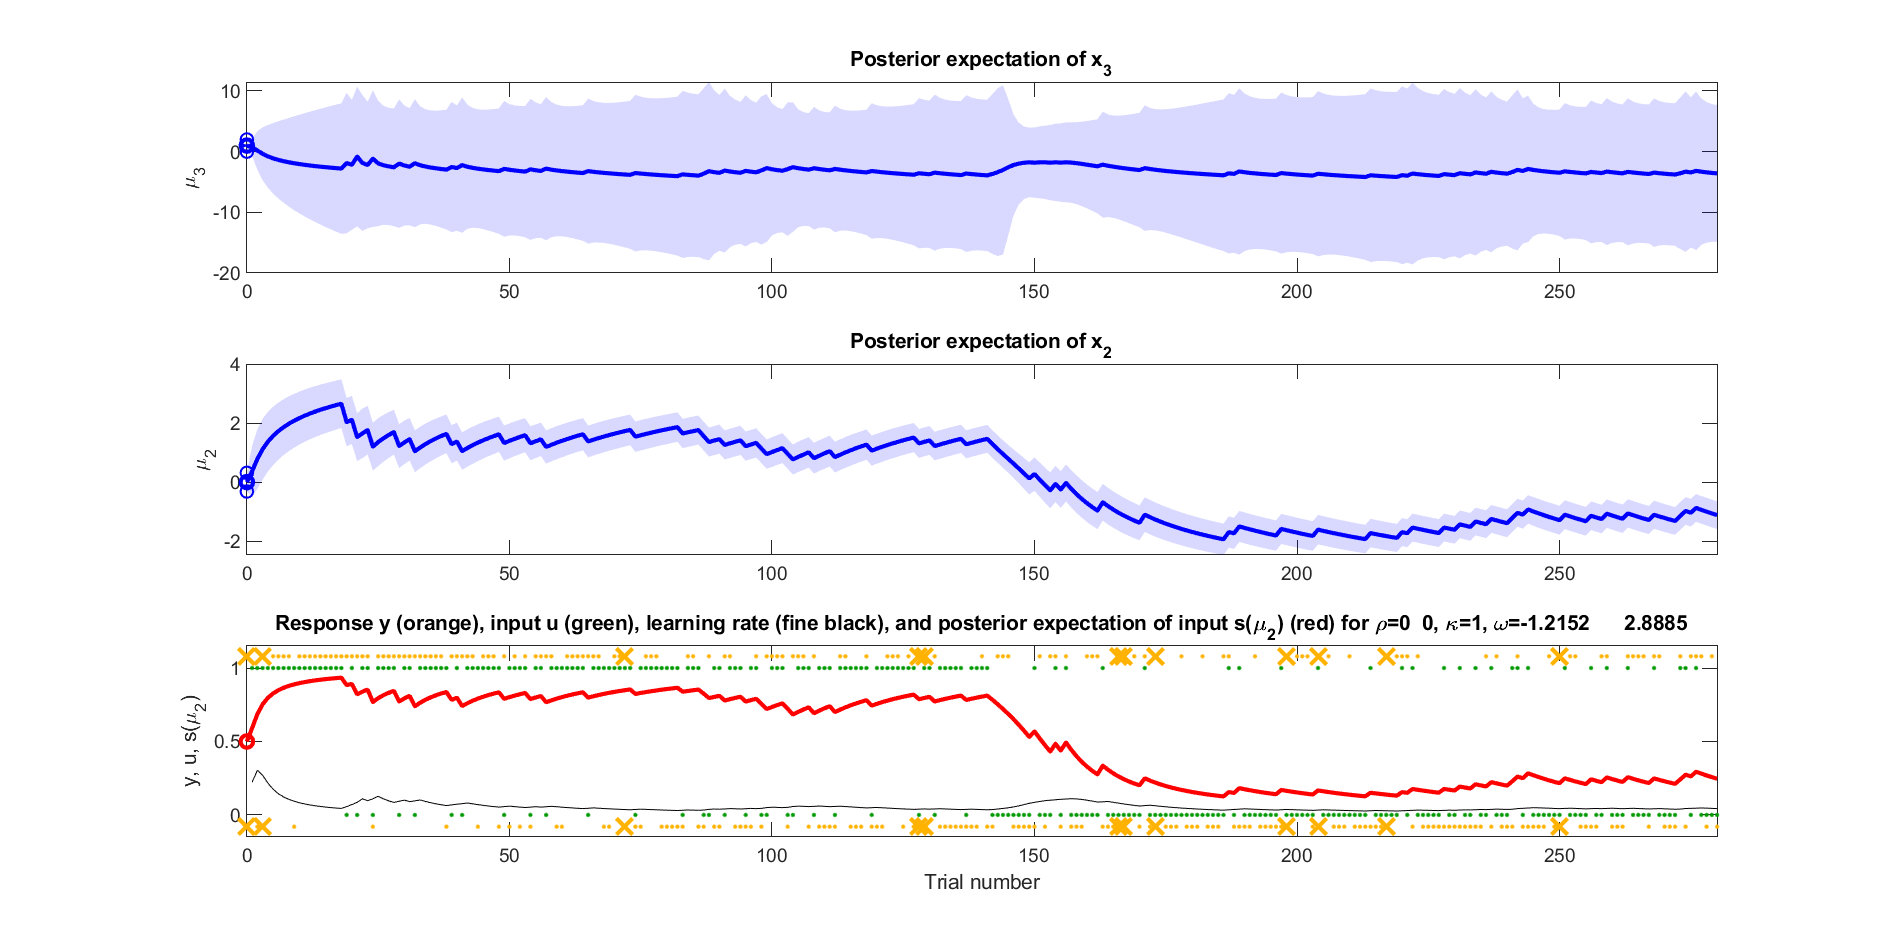 Posterior expectation of x3
10
0
-10
-20
μ3
0 50 100 150 200 250
Posterior expectation of x2
4
2
0
-2
μ2
0 50 100 150 200 250
Response y (orange), input u (green), learning rate (fine black), and posterior expectation of input s(μ2) (red) for ρ=0 0, κ=1, ω=-1.2152 2.8885
1
0.5
0
y, u, s(μ2)
0 50 100 150 200 250
Trial number